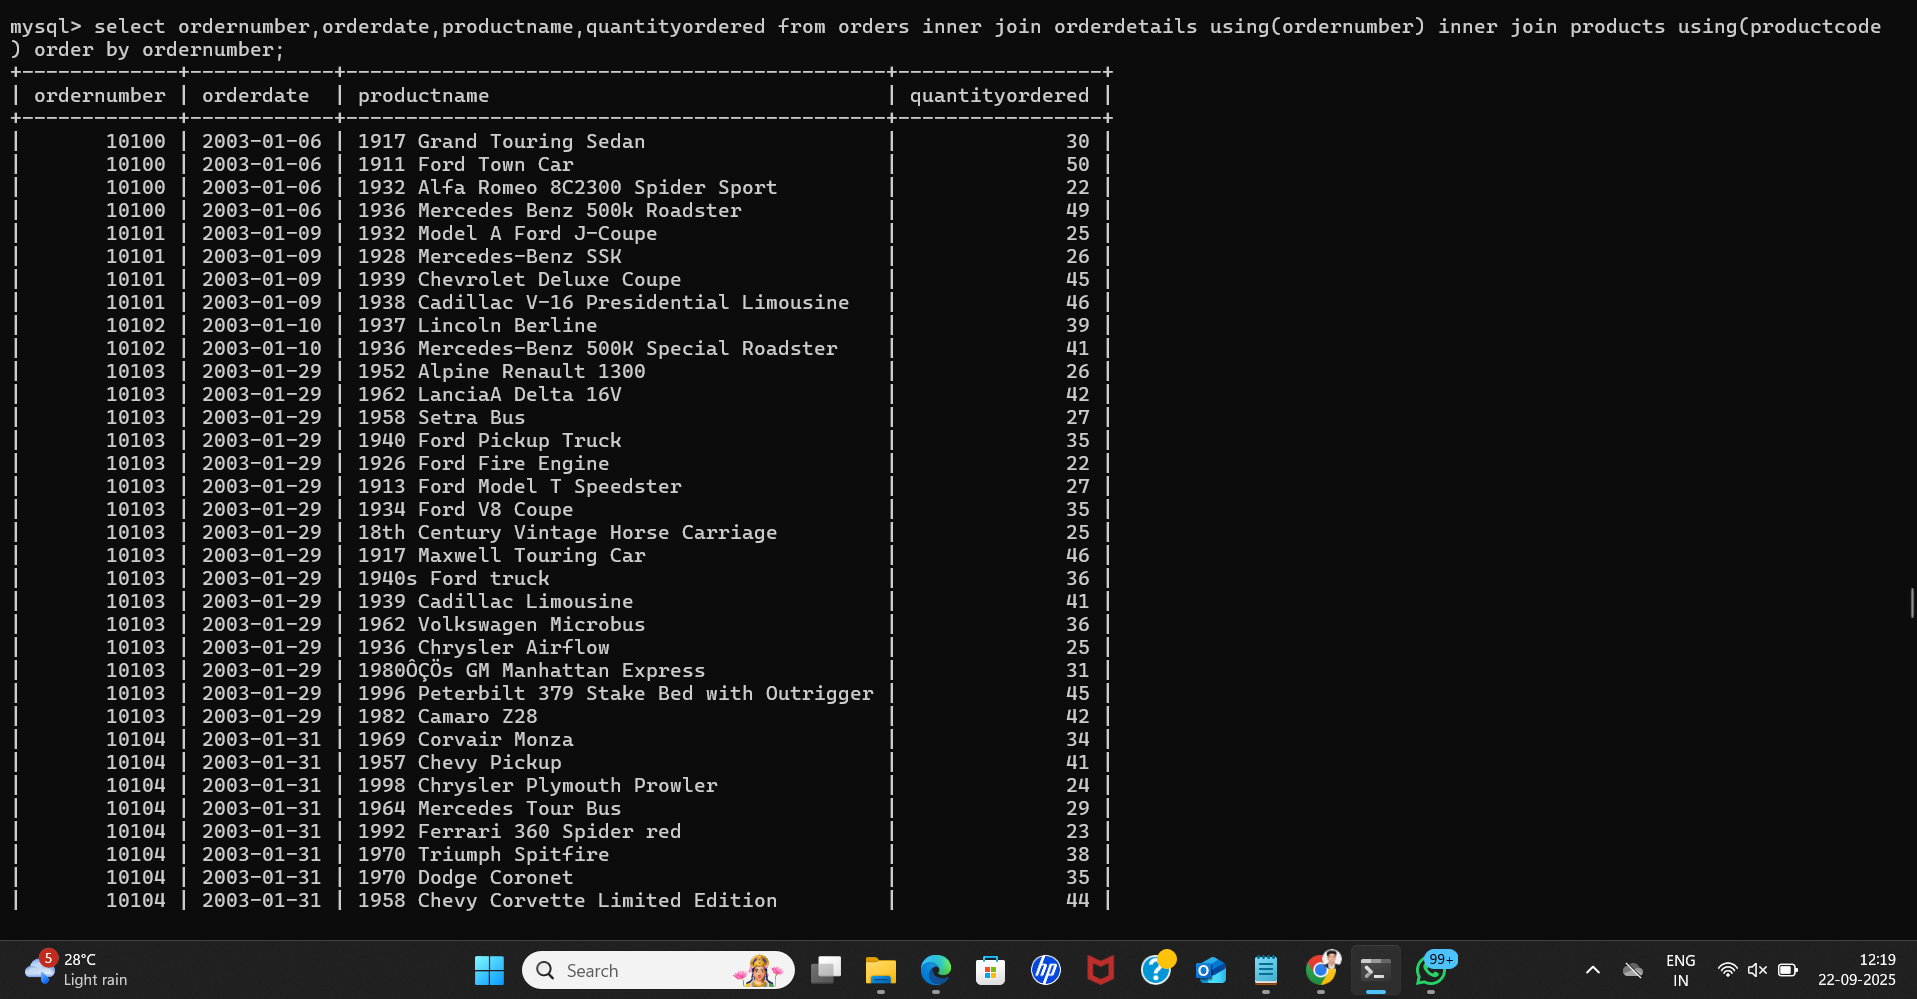 mysql> select ordernumber,orderdate,productname,quantityordered from orders inner join orderdetails using(ordernumber) inner join products using(productcode
) order by ordernumber;
+-------------+------------+---------------------------------------------+-----------------+
| ordernumber | orderdate  | productname                                 | quantityordered |
+-------------+------------+---------------------------------------------+-----------------+
|       10100 | 2003-01-06 | 1917 Grand Touring Sedan                    |              30 |
|       10100 | 2003-01-06 | 1911 Ford Town Car                          |              50 |
|       10100 | 2003-01-06 | 1932 Alfa Romeo 8C2300 Spider Sport         |              22 |
|       10100 | 2003-01-06 | 1936 Mercedes Benz 500k Roadster            |              49 |
|       10101 | 2003-01-09 | 1932 Model A Ford J-Coupe                   |              25 |
|       10101 | 2003-01-09 | 1928 Mercedes-Benz SSK                      |              26 |
|       10101 | 2003-01-09 | 1939 Chevrolet Deluxe Coupe                 |              45 |
|       10101 | 2003-01-09 | 1938 Cadillac V-16 Presidential Limousine   |              46 |
|       10102 | 2003-01-10 | 1937 Lincoln Berline                        |              39 |
|       10102 | 2003-01-10 | 1936 Mercedes-Benz 500K Special Roadster    |              41 |
|       10103 | 2003-01-29 | 1952 Alpine Renault 1300                    |              26 |
|       10103 | 2003-01-29 | 1962 LanciaA Delta 16V                      |              42 |
|       10103 | 2003-01-29 | 1958 Setra Bus                              |              27 |
|       10103 | 2003-01-29 | 1940 Ford Pickup Truck                      |              35 |
|       10103 | 2003-01-29 | 1926 Ford Fire Engine                       |              22 |
|       10103 | 2003-01-29 | 1913 Ford Model T Speedster                 |              27 |
|       10103 | 2003-01-29 | 1934 Ford V8 Coupe                          |              35 |
|       10103 | 2003-01-29 | 18th Century Vintage Horse Carriage         |              25 |
|       10103 | 2003-01-29 | 1917 Maxwell Touring Car                    |              46 |
|       10103 | 2003-01-29 | 1940s Ford truck                            |              36 |
|       10103 | 2003-01-29 | 1939 Cadillac Limousine                     |              41 |
|       10103 | 2003-01-29 | 1962 Volkswagen Microbus                    |              36 |
|       10103 | 2003-01-29 | 1936 Chrysler Airflow                       |              25 |
|       10103 | 2003-01-29 | 1980ÔÇÖs GM Manhattan Express               |              31 |
|       10103 | 2003-01-29 | 1996 Peterbilt 379 Stake Bed with Outrigger |              45 |
|       10103 | 2003-01-29 | 1982 Camaro Z28                             |              42 |
|       10104 | 2003-01-31 | 1969 Corvair Monza                          |              34 |
|       10104 | 2003-01-31 | 1957 Chevy Pickup                           |              41 |
|       10104 | 2003-01-31 | 1998 Chrysler Plymouth Prowler              |              24 |
|       10104 | 2003-01-31 | 1964 Mercedes Tour Bus                      |              29 |
|       10104 | 2003-01-31 | 1992 Ferrari 360 Spider red                 |              23 |
|       10104 | 2003-01-31 | 1970 Triumph Spitfire                       |              38 |
|       10104 | 2003-01-31 | 1970 Dodge Coronet                          |              35 |
|       10104 | 2003-01-31 | 1958 Chevy Corvette Limited Edition         |              44 |
5
28°C
Light rain
Search
hp
99+
ENG
IN
12:19
22-09-2025